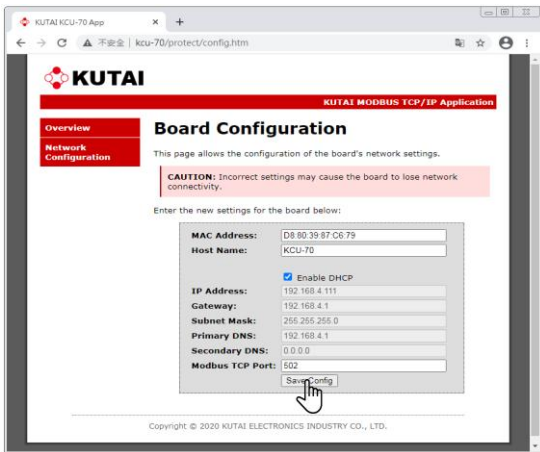 KUTAI KCU-70 App
不安全 | kcu-70/protect/config.htm
KUTAI
KUTAI MODBUS TCP/IP Application
Overview
Network
Configuration
Board Configuration
This page allows the configuration of the board's network settings.
CAUTION: Incorrect settings may cause the board to lose network
connectivity.
Enter the new settings for the board below:
MAC Address: D8:80:39:87:C6:79
Host Name: KCU-70
Enable DHCP
IP Address: 192.168.4.111
Gateway: 192.168.4.1
Subnet Mask: 255.255.255.0
Primary DNS: 192.168.4.1
Secondary DNS: 0.0.0.0
Modbus TCP Port: 502
Save Config
Copyright © 2020 KUTAI ELECTRONICS INDUSTRY CO., LTD.